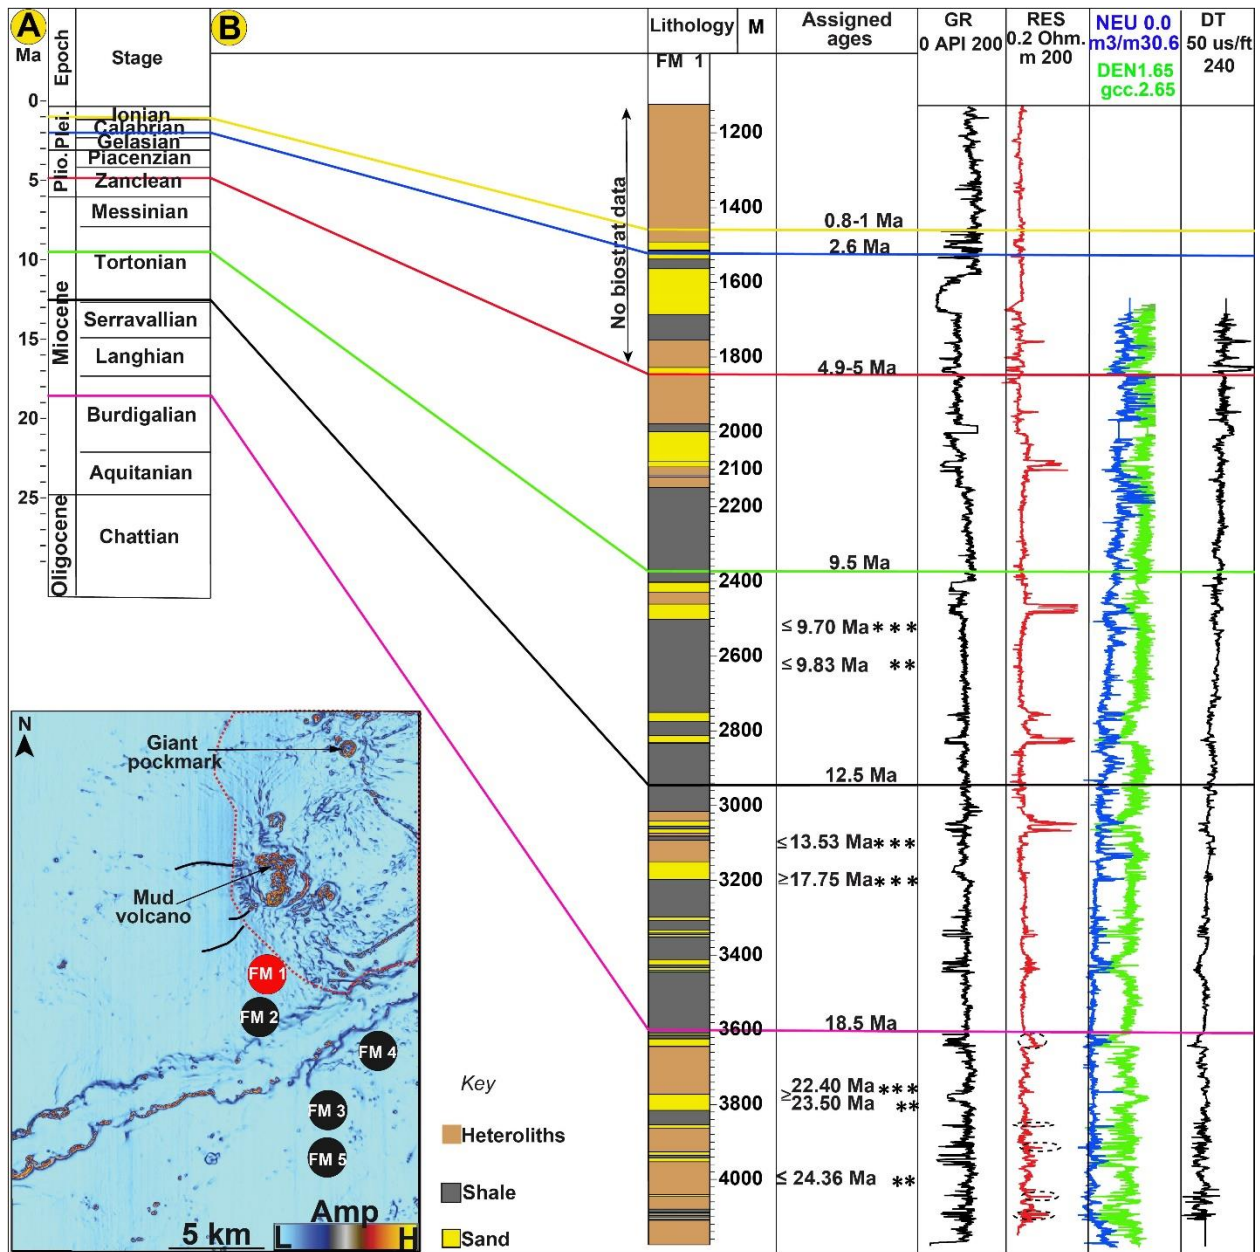 A
B
Ma
Epoch
Stage
Lithology
M
Assigned
ages
GR
0 API 200
RES
0.2 Ohm.
m 200
NEU 0.0
m3/m30.6
DEN1.65
gcc.2.65
DT
50 us/ft
240
FM 1
0
5
10
15
20
25
Plei.
Plio.
Miocene
Oligocene
Ionian
Calabrian
Gelasian
Piacenzian
Zanclean
Messinian
Tortonian
Serravallian
Langhian
Burdigalian
Aquitanian
Chattian
No biostrat data
1200
1400
1600
1800
2000
2100
2200
2400
2600
2800
3000
3200
3400
3600
3800
4000
0.8-1 Ma
2.6 Ma
4.9-5 Ma
9.5 Ma
≤ 9.70 Ma ***
≤ 9.83 Ma **
12.5 Ma
≤13.53 Ma***
≥17.75 Ma***
18.5 Ma
≥22.40 Ma***
23.50 Ma **
≤ 24.36 Ma **
N
Giant
pockmark
Mud
volcano
FM 1
FM 2
FM 4
FM 3
FM 5
5 km
Amp
L
H
Key
Heteroliths
Shale
Sand